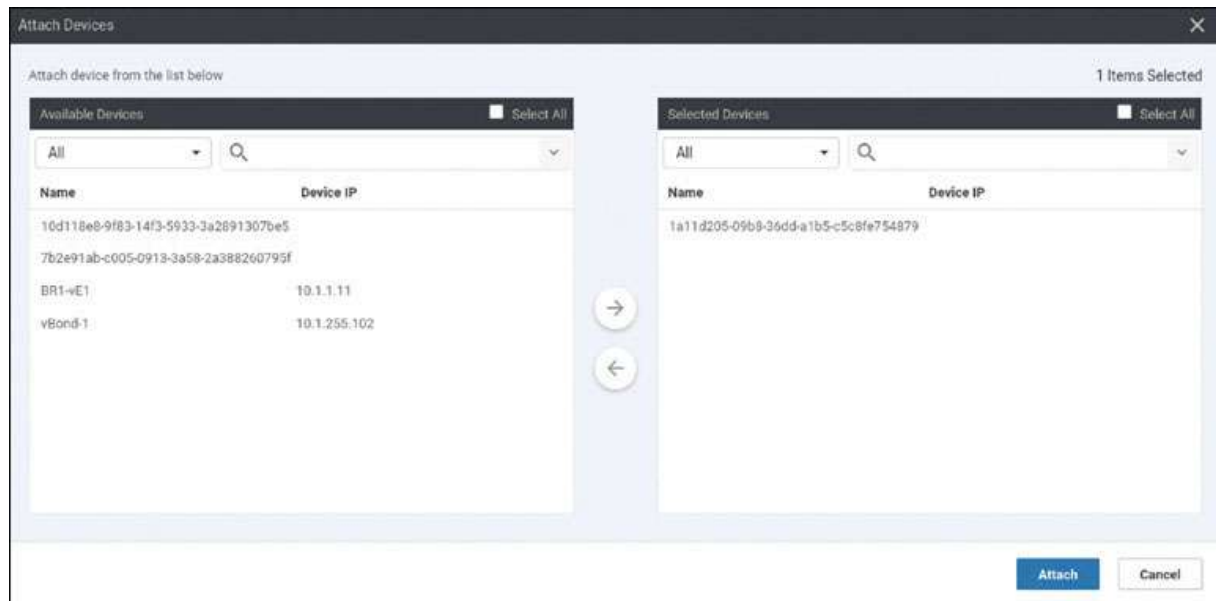 Attach Devices
Attach device from the list below
1 Items Selected
Available Devices
Select All
All
Name Device IP
10d118e8-9f83-14f3-5933-3a2891307be5
7b2e91ab-c005-0913-3a58-2a388260795f
BR1-vE1 10.1.1.11
vBond-1 10.1.255.102
Selected Devices
Select All
All
Name Device IP
1a11d205-09b8-36dd-a1b5-c5c8fe754879
Attach Cancel